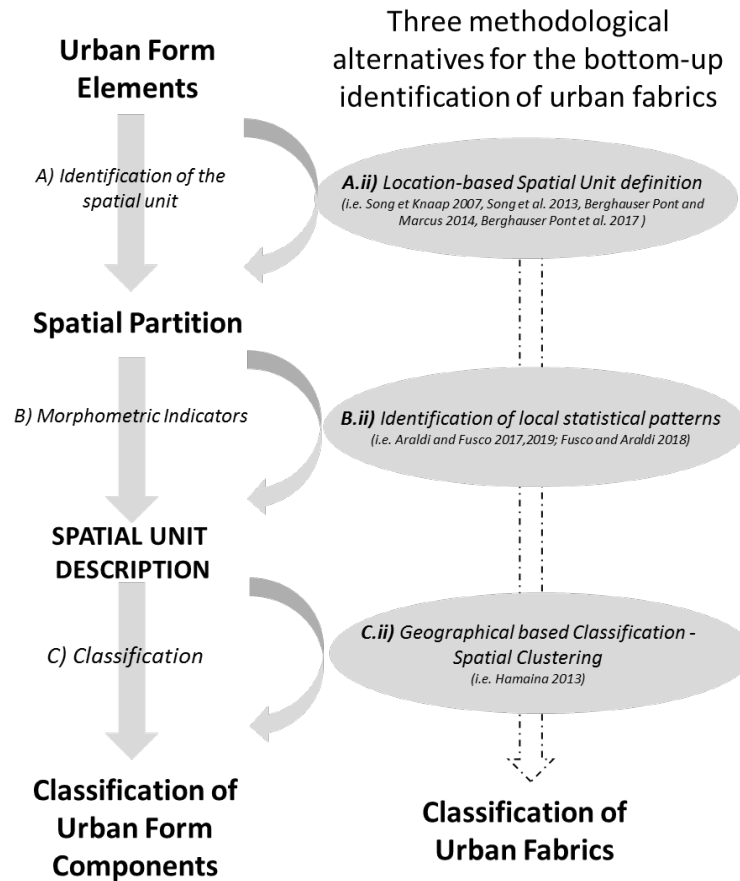 Urban Form
Elements
Three methodological
alternatives for the bottom-up
identification of urban fabrics
A) Identification of the
spatial unit
A.ii) Location-based Spatial Unit definition
(i.e. Song et Knaap 2007, Song et al. 2013, Berghauser Pont and
Marcus 2014, Berghauser Pont et al. 2017 )
Spatial Partition
B) Morphometric Indicators
B.ii) Identification of local statistical patterns
(i.e. Araldi and Fusco 2017,2019; Fusco and Araldi 2018)
SPATIAL UNIT
DESCRIPTION
C) Classification
C.ii) Geographical based Classification -
Spatial Clustering
(i.e. Hamaina 2013)
Classification of
Urban Form
Components
Classification of
Urban Fabrics